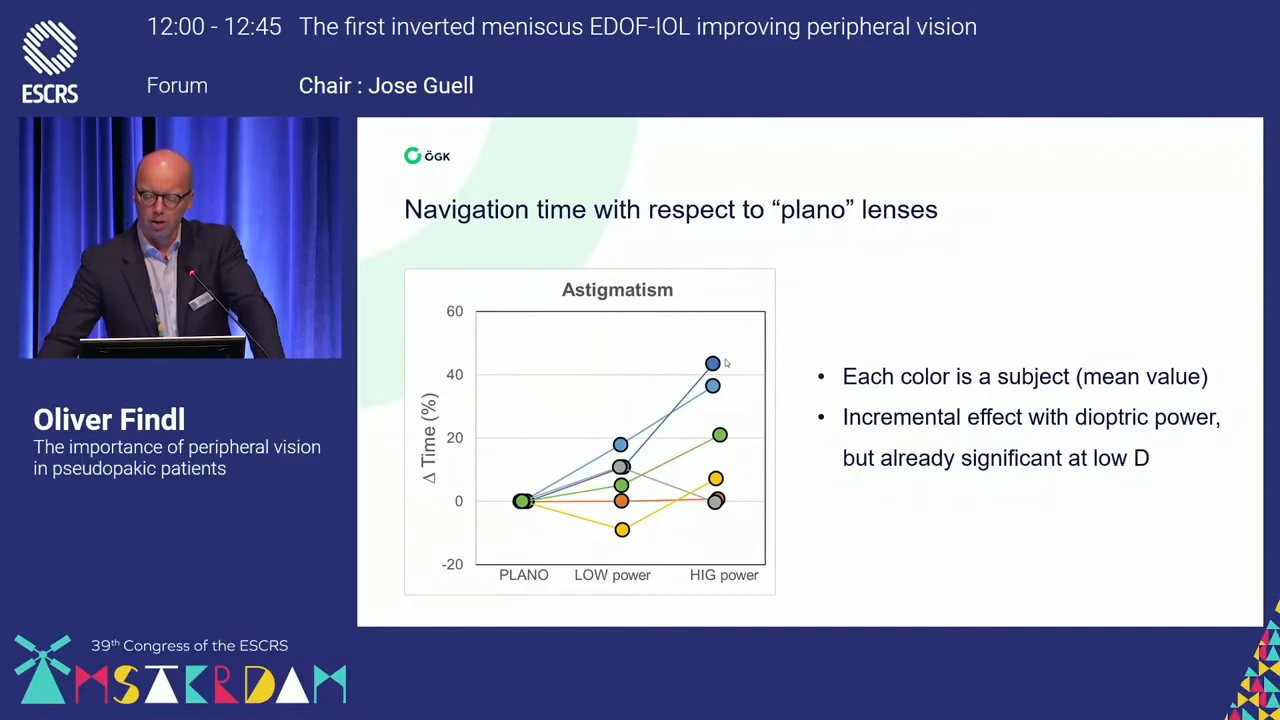 12:00 - 12:45 The first inverted meniscus EDOF-IOL improving peripheral vision
ESCRS
Forum Chair : Jose Guell
ÖGK
Navigation time with respect to “plano” lenses
Astigmatism
60
40
20
0
-20
Δ Time (%)
PLANO LOW power HIG power
• Each color is a subject (mean value)
• Incremental effect with dioptric power,
but already significant at low D
Oliver Findl
The importance of peripheral vision
in pseudopakic patients
39th Congress of the ESCRS
AMSTERDAM